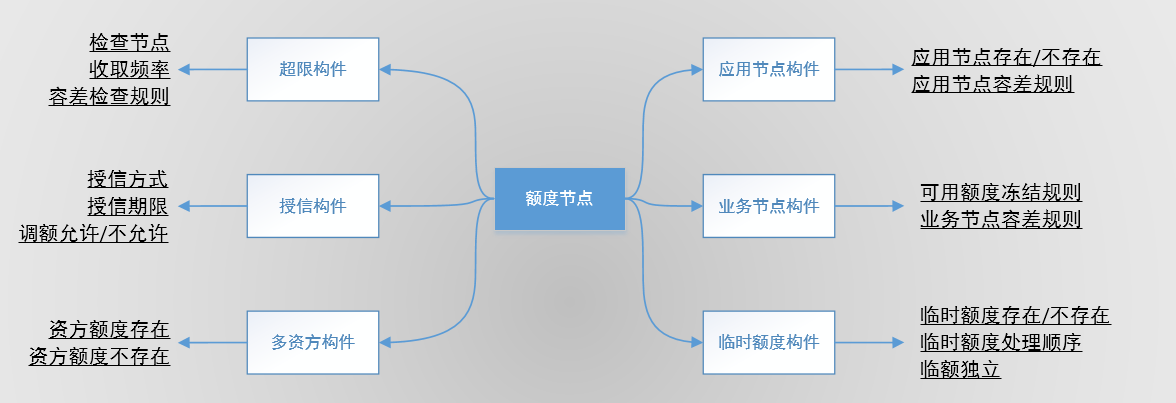 检查节点
收取频率
容差检查规则
超限构件
授信方式
授信期限
调额允许/不允许
授信构件
资方额度存在
资方额度不存在
多资方构件
额度节点
应用节点构件
应用节点存在/不存在
应用节点容差规则
业务节点构件
可用额度冻结规则
业务节点容差规则
临时额度构件
临时额度存在/不存在
临时额度处理顺序
临额独立